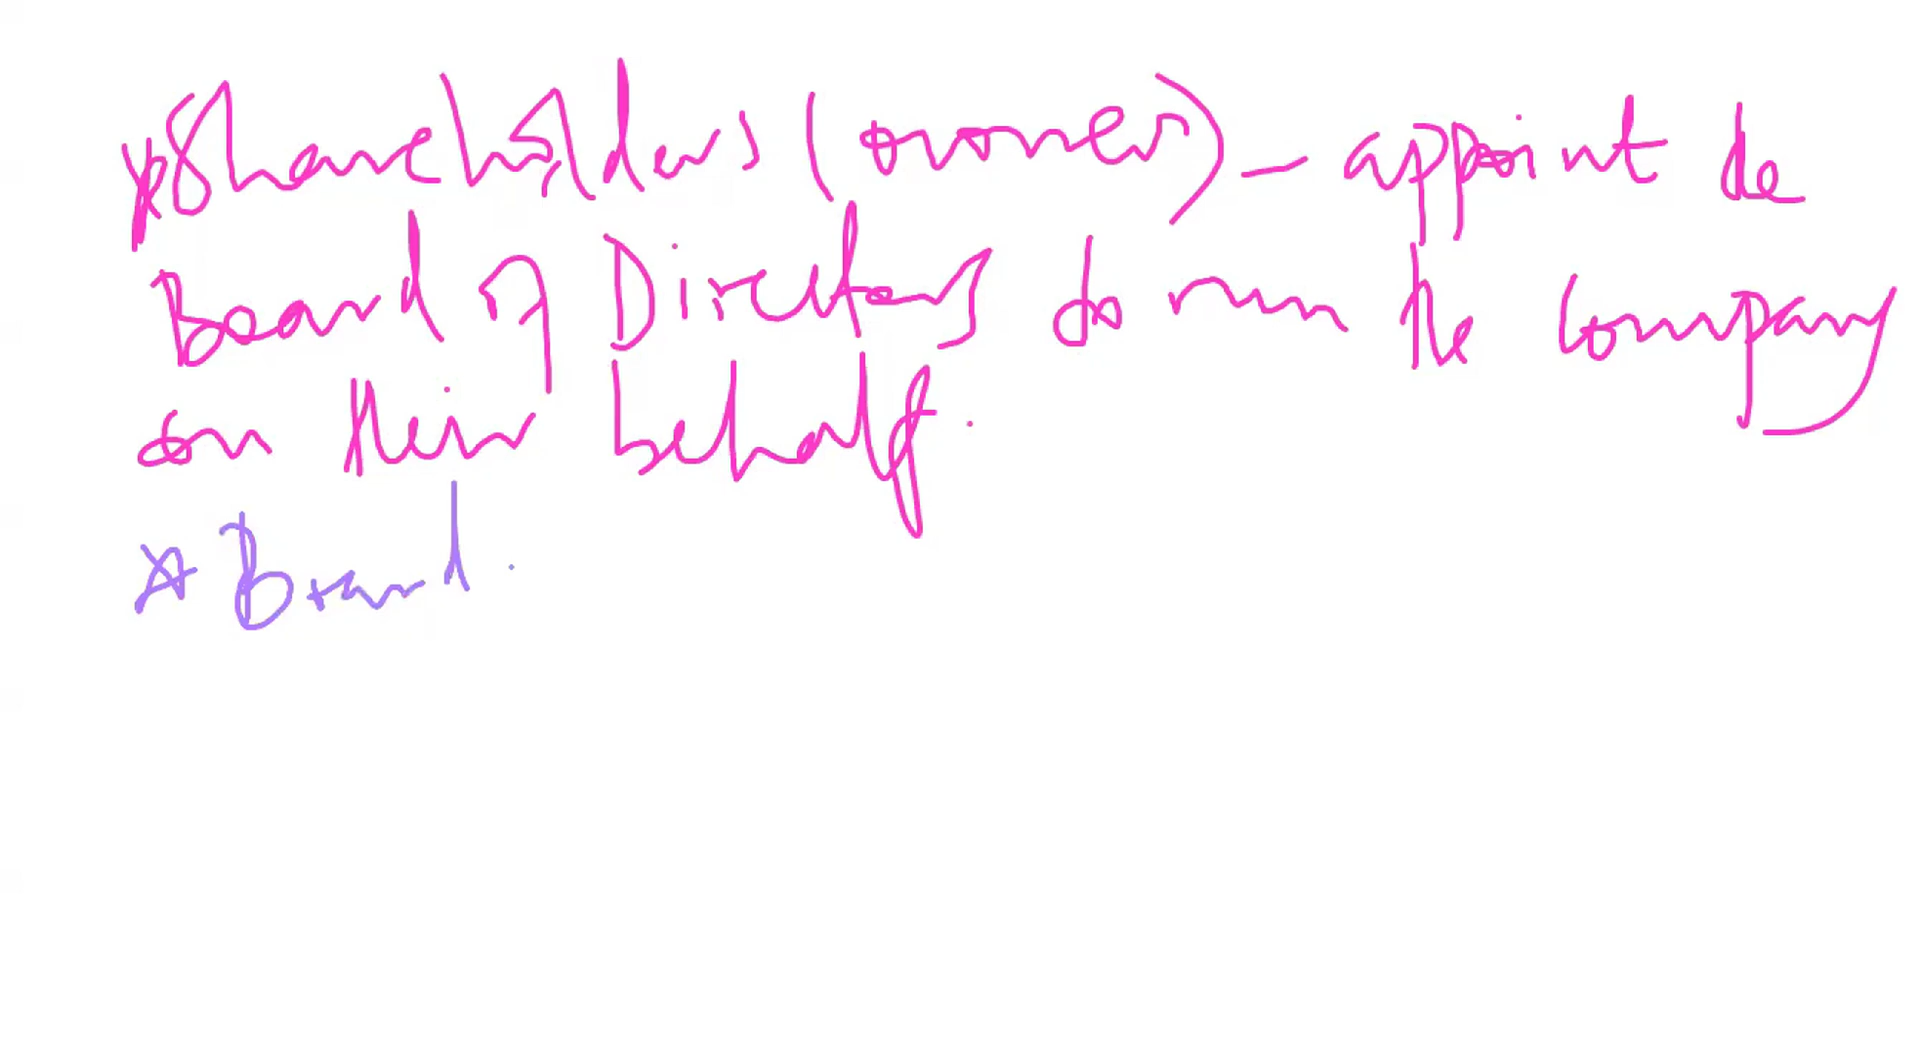 * Shareholders (owners) - appoint the
Board of Directors to run the Company
on their behalf.
* Board.